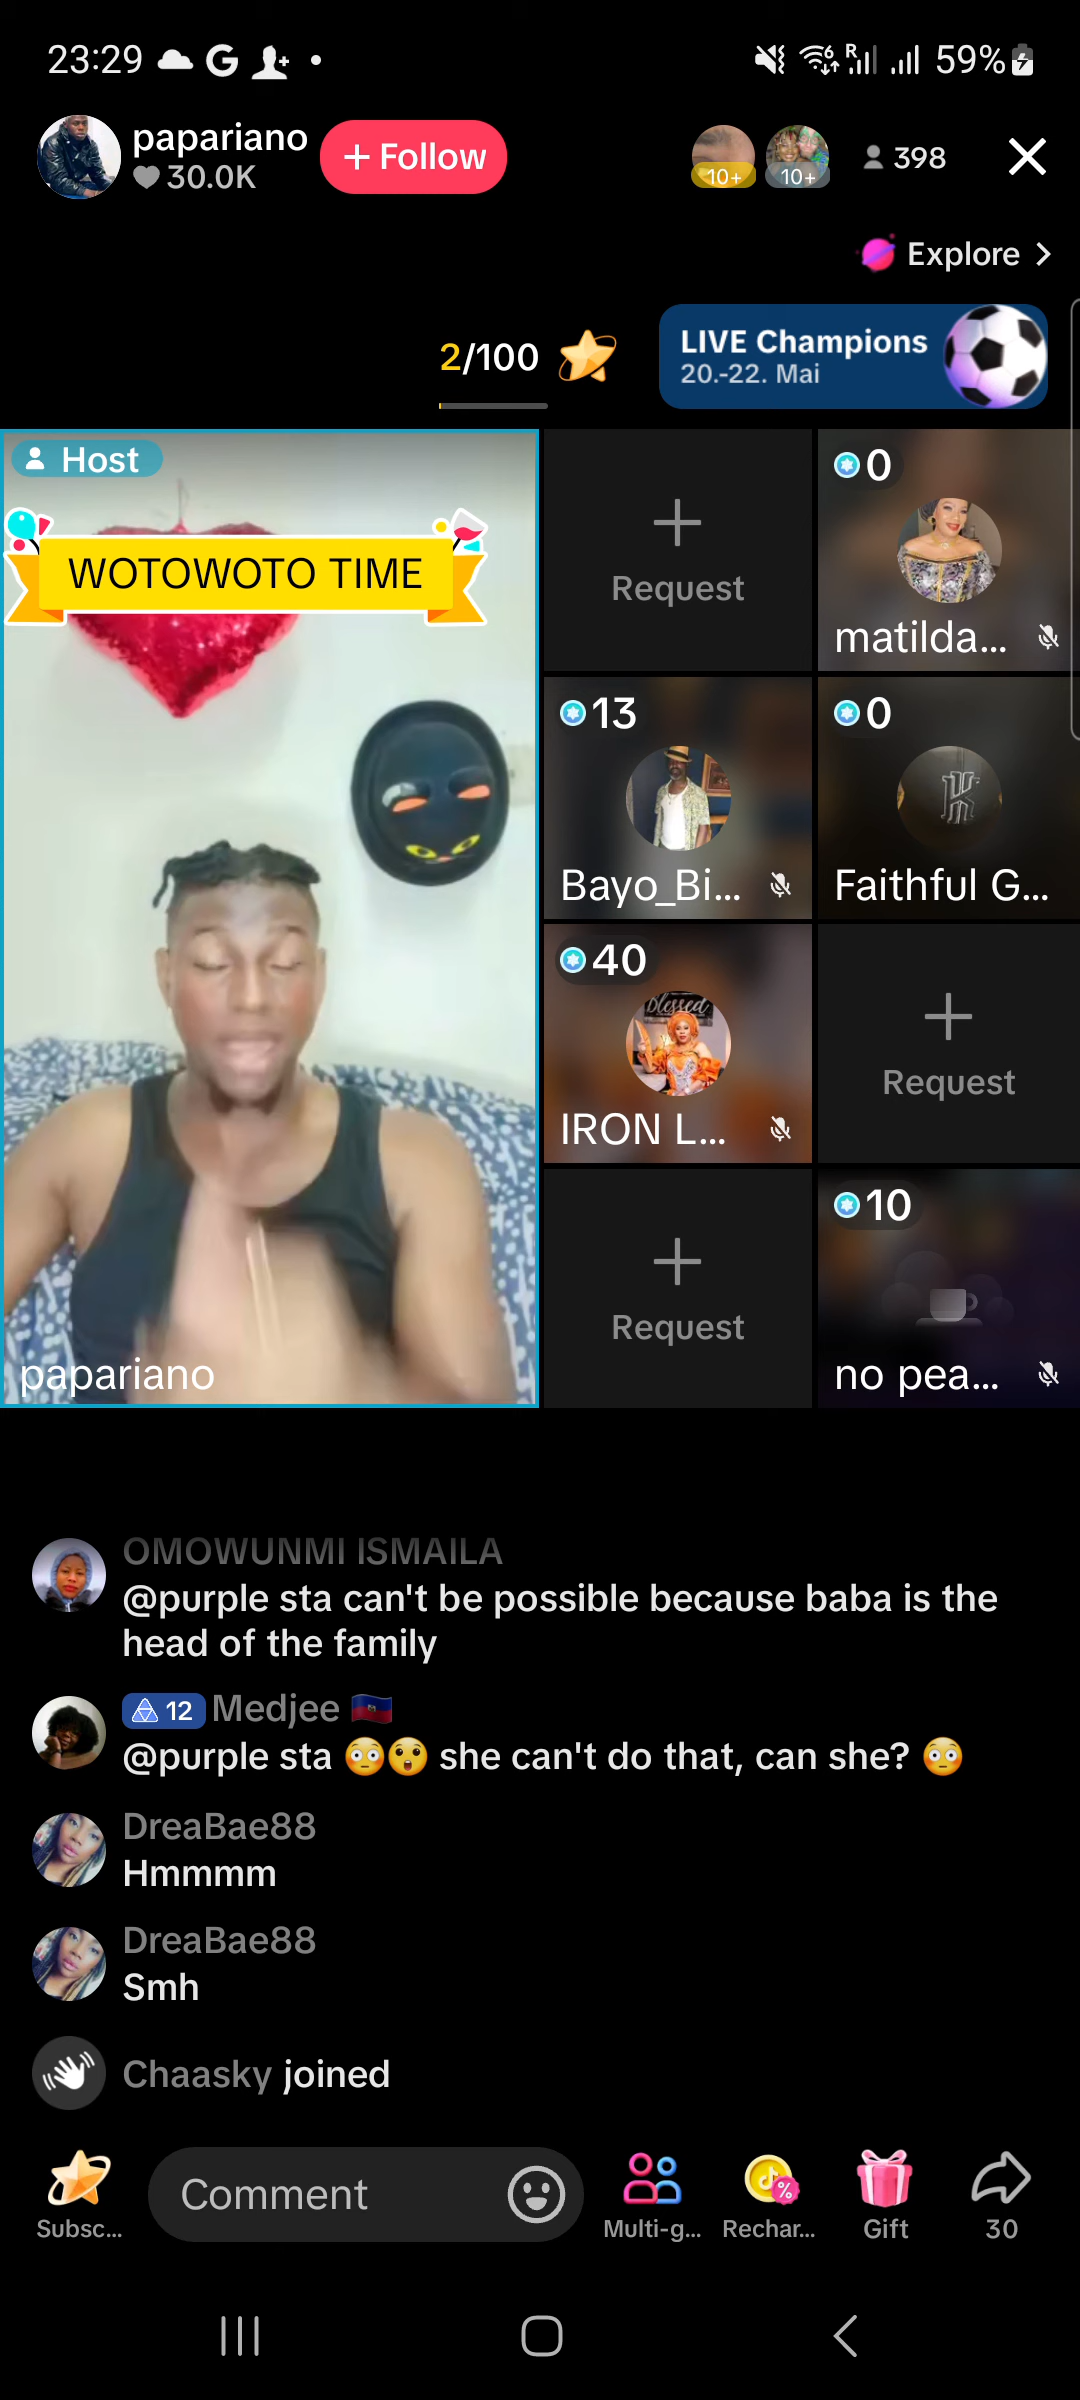 23:29
59%
papariano
30.0K
+ Follow
10+
10+
398
Explore
2/100
LIVE Champions
20.-22. Mai
Host
WOTOWOTO TIME
papariano
Request
0
matilda...
13
Bayo_Bi...
0
Faithful G...
40
Blessed
IRON L...
Request
Request
10
no pea...
OMOWUNMI ISMAILA
@purple sta can't be possible because baba is the
head of the family
12 Medjee 🇭🇹
@purple sta 😳😲 she can't do that, can she? 😳
DreaBae88
Hmmmm
DreaBae88
Smh
Chaasky joined
Subsc...
Comment
Multi-g...
Rechar...
Gift
30